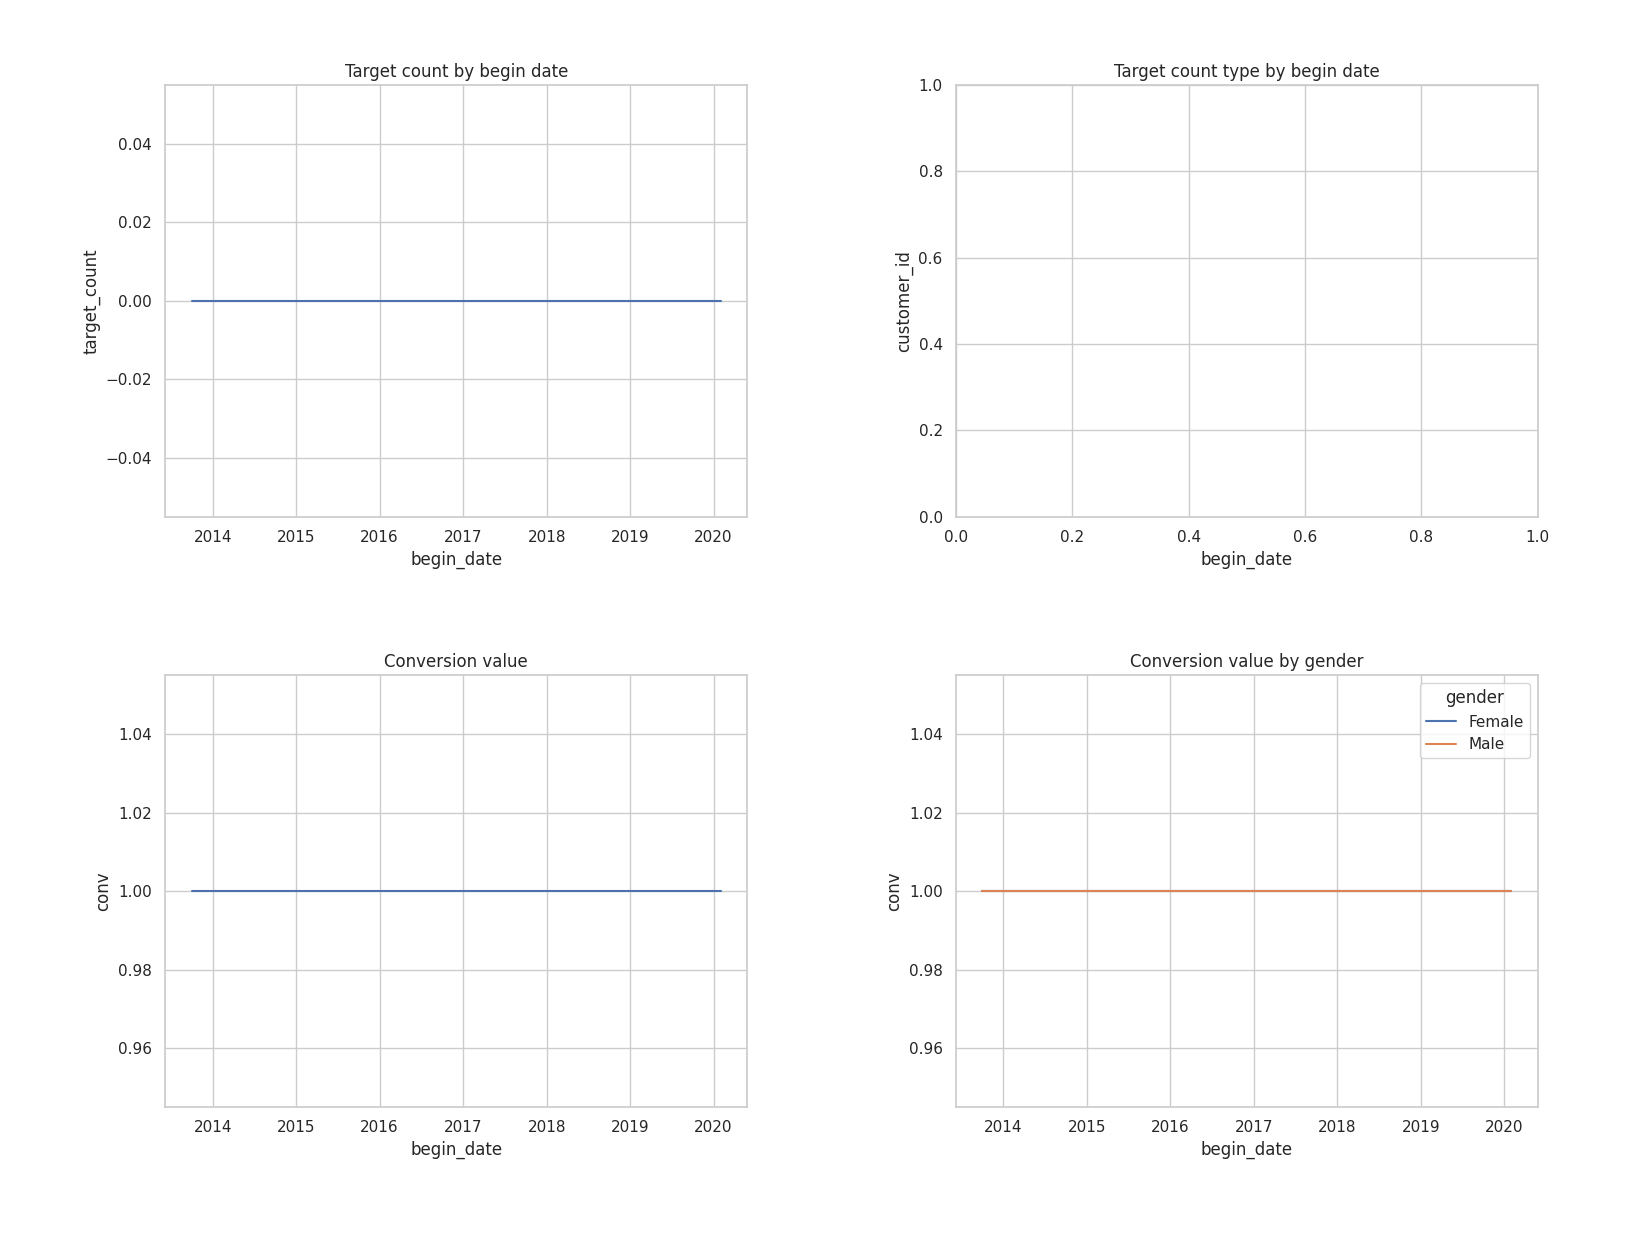 Target count by begin date
0.04
0.02
0.00
−0.02
−0.04
target_count
2014 2015 2016 2017 2018 2019 2020
begin_date
Target count type by begin date
1.0
0.8
0.6
0.4
0.2
0.0
customer_id
0.0 0.2 0.4 0.6 0.8 1.0
begin_date
Conversion value
1.04
1.02
1.00
0.98
0.96
conv
2014 2015 2016 2017 2018 2019 2020
begin_date
Conversion value by gender
gender
Female
Male
1.04
1.02
1.00
0.98
0.96
conv
2014 2015 2016 2017 2018 2019 2020
begin_date